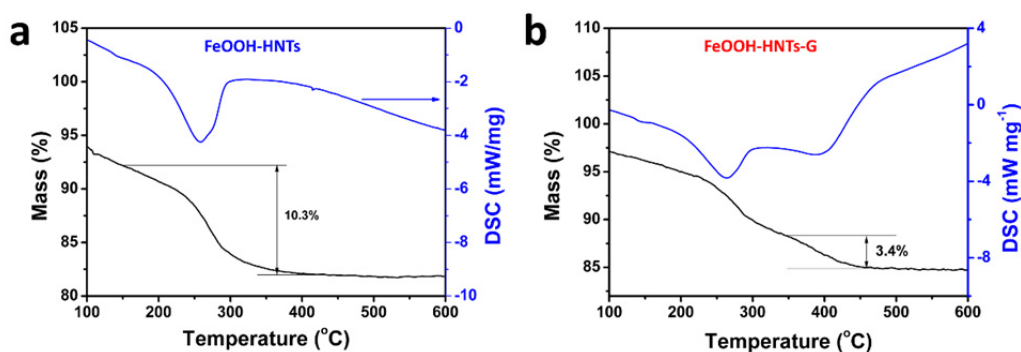 a
FeOOH-HNTs
105
100
95
90
85
80
Mass (%)
10.3%
0
-2
-4
-6
-8
-9
-10
DSC (mW/mg)
100 200 300 400 500 600
Temperature (°C)
b
FeOOH-HNTs-G
110
105
100
95
90
85
Mass (%)
3.4%
4
0
-4
-8
DSC (mW mg⁻¹)
100 200 300 400 500 600
Temperature (°C)